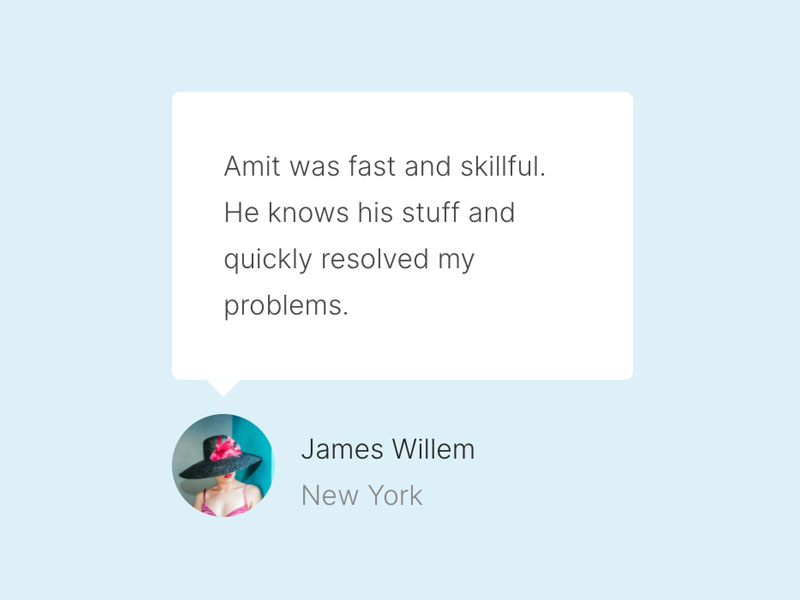 Amit was fast and skillful.
He knows his stuff and
quickly resolved my
problems.
James Willem
New York